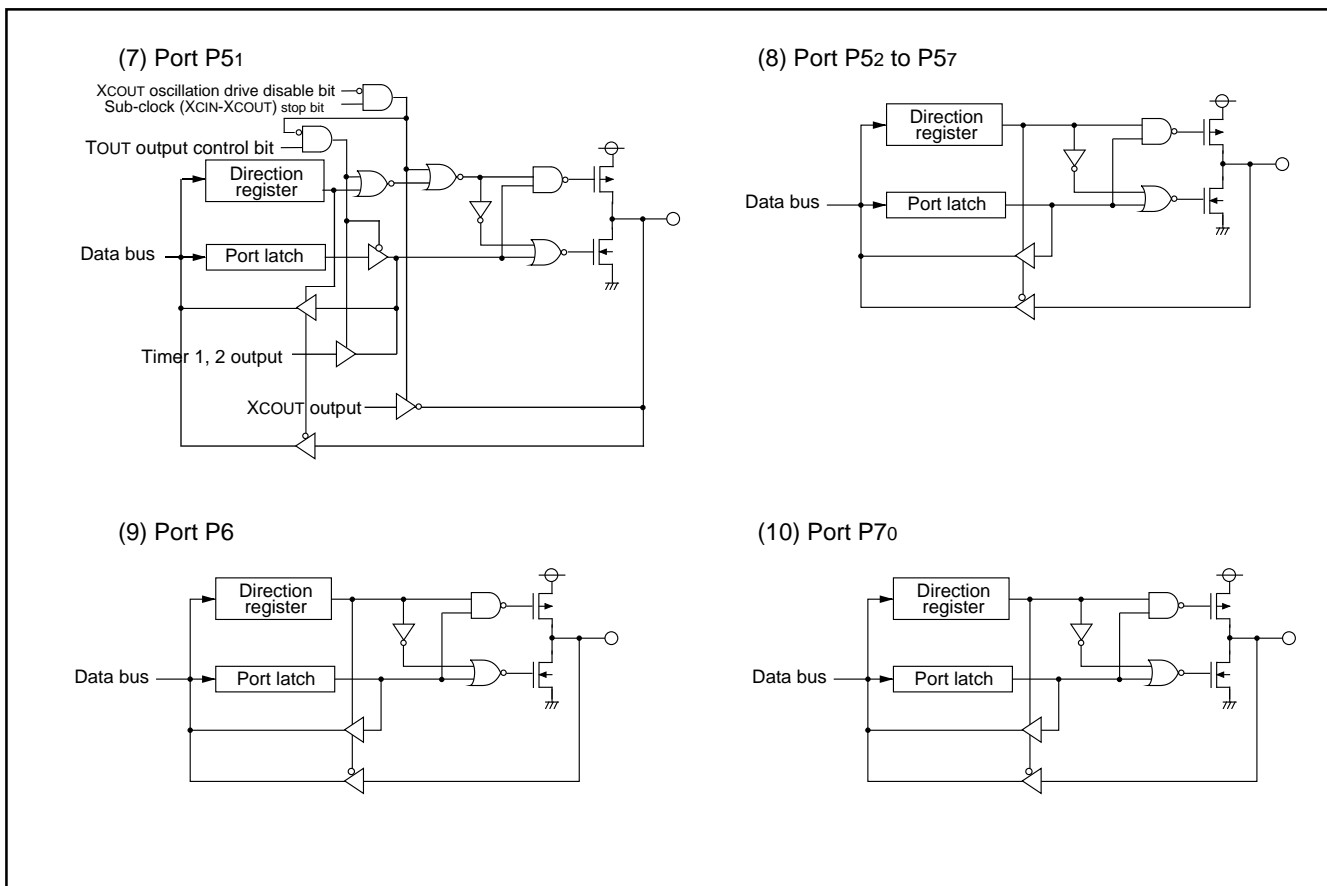 (7) Port P51
XCOUT oscillation drive disable bit
Sub-clock (XCIN-XCOUT) stop bit
TOUT output control bit
Direction
register
Data bus
Port latch
Timer 1, 2 output
XCOUT output
(8) Port P52 to P57
Direction
register
Data bus
Port latch
(9) Port P6
Direction
register
Data bus
Port latch
(10) Port P70
Direction
register
Data bus
Port latch